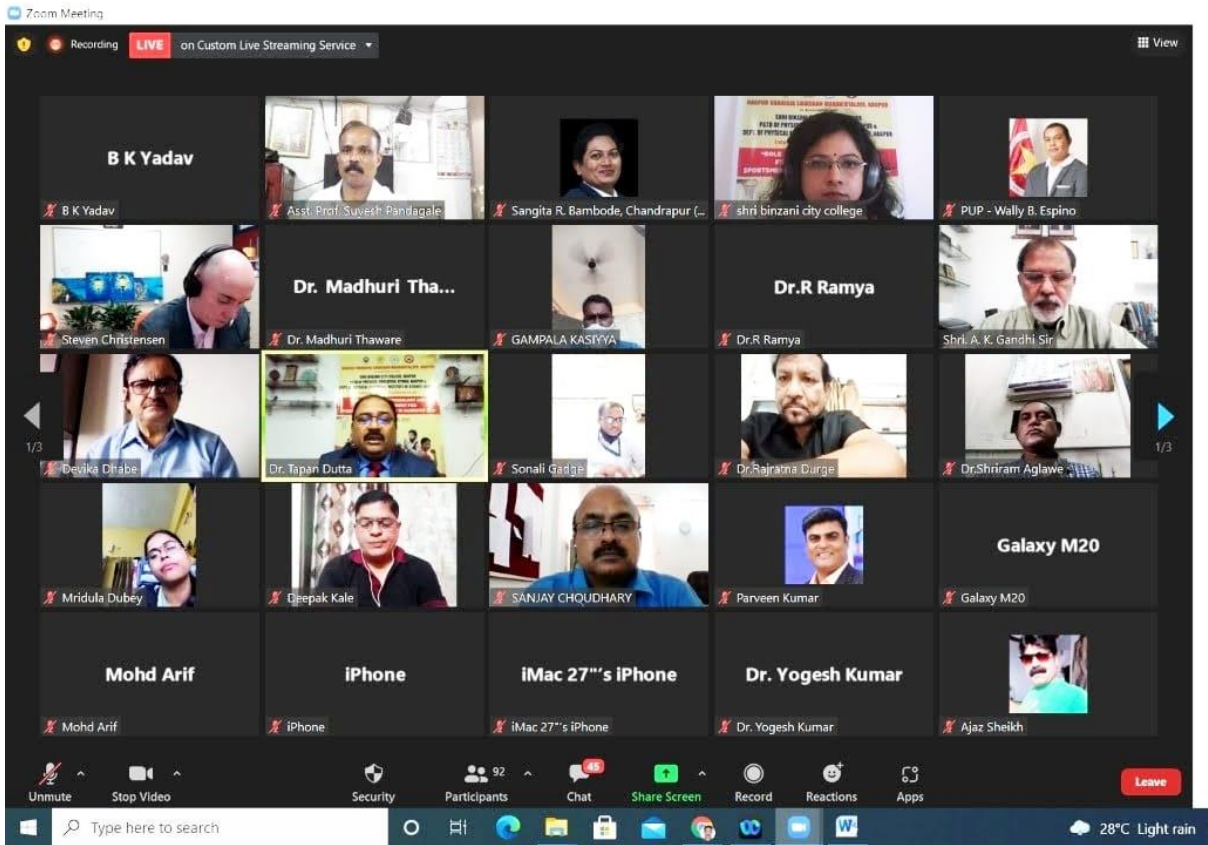 Zoom Meeting
Recording LIVE on Custom Live Streaming Service
View
B K Yadav
B K Yadav
Asst. Prof. Suyesh Pandagale
Sangita R. Bambode, Chandrapur (...
shri binzani city college
PUP - Wally B. Espino
Steven Christensen
Dr. Madhuri Tha...
Dr. Madhuri Thaware
GAMPALA KASIYYA
Dr.R Ramya
Dr.R Ramya
Shri. A. K. Gandhi Sir
1/3
Devika Dhabe
Dr. Tapan Dutta
Sonali Gadge
Dr.Rajratna Durge
Dr.Shriram Aglawe
1/3
Mridula Dubey
Deepak Kale
SANJAY CHOUDHARY
Parveen Kumar
Galaxy M20
Galaxy M20
Mohd Arif
Mohd Arif
iPhone
iPhone
iMac 27"'s iPhone
iMac 27"'s iPhone
Dr. Yogesh Kumar
Dr. Yogesh Kumar
Ajaz Sheikh
Unmute
Stop Video
Security
92
Participants
45
Chat
Share Screen
Record
Reactions
Apps
Leave
Type here to search
28°C Light rain